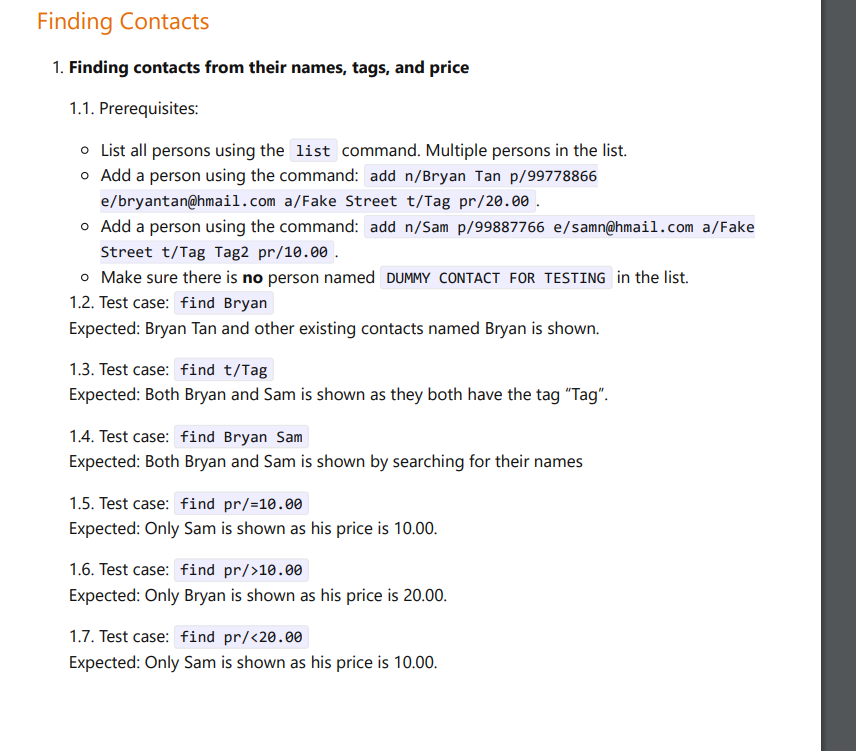 Finding Contacts
1. Finding contacts from their names, tags, and price
1.1. Prerequisites:
List all persons using the list command. Multiple persons in the list.
Add a person using the command: add n/Bryan Tan p/99778866
e/bryantan@hmail.com a/Fake Street t/Tag pr/20.00 .
Add a person using the command: add n/Sam p/99887766 e/samn@hmail.com a/Fake
Street t/Tag Tag2 pr/10.00 .
Make sure there is no person named DUMMY CONTACT FOR TESTING in the list.
1.2. Test case: find Bryan
Expected: Bryan Tan and other existing contacts named Bryan is shown.
1.3. Test case: find t/Tag
Expected: Both Bryan and Sam is shown as they both have the tag “Tag”.
1.4. Test case: find Bryan Sam
Expected: Both Bryan and Sam is shown by searching for their names
1.5. Test case: find pr/=10.00
Expected: Only Sam is shown as his price is 10.00.
1.6. Test case: find pr/>10.00
Expected: Only Bryan is shown as his price is 20.00.
1.7. Test case: find pr/<20.00
Expected: Only Sam is shown as his price is 10.00.